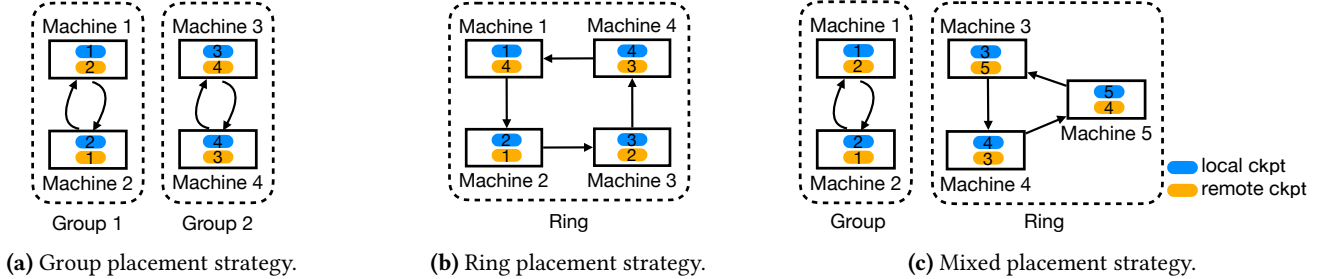 Machine 1
1
2
2
1
Machine 2
Group 1
Machine 3
3
4
4
3
Machine 4
Group 2
(a) Group placement strategy.
Machine 1
1
4
Machine 4
4
3
2
1
Machine 2
3
2
Machine 3
Ring
(b) Ring placement strategy.
Machine 1
1
2
2
1
Machine 2
Group
Machine 3
3
5
5
4
Machine 5
4
3
Machine 4
Ring
local ckpt
remote ckpt
(c) Mixed placement strategy.